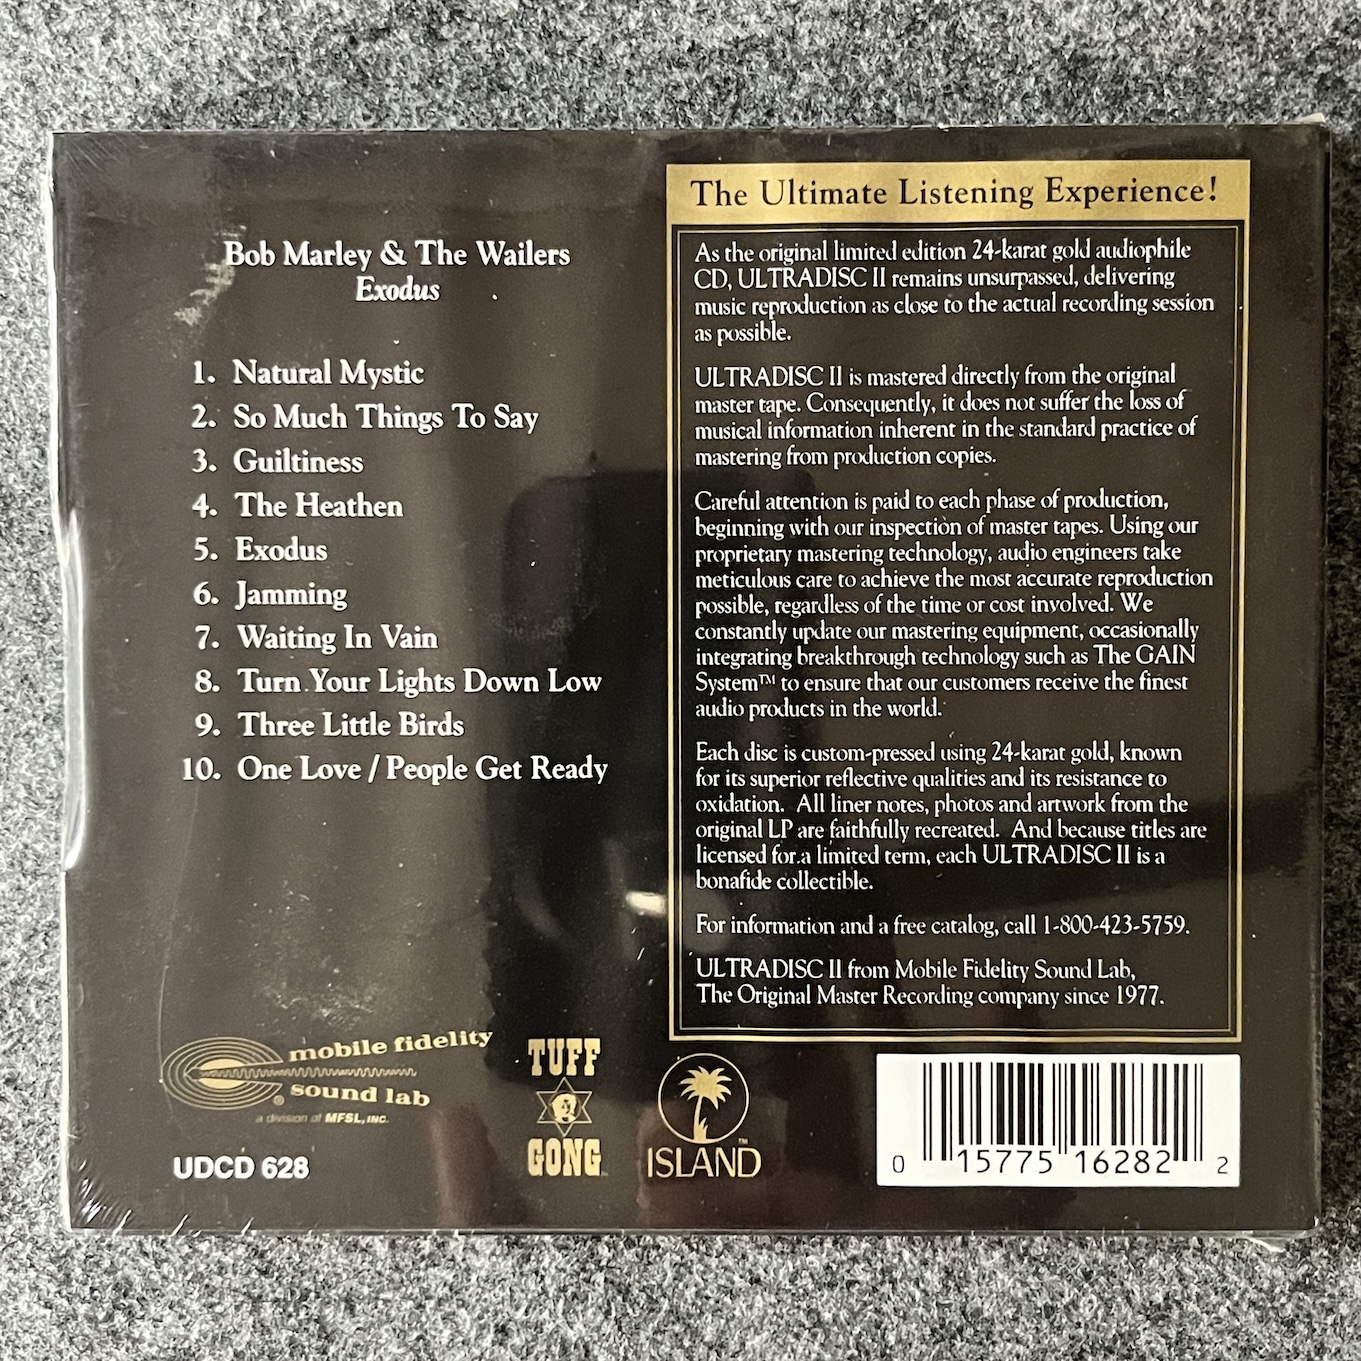 Bob Marley & The Wailers
Exodus
1. Natural Mystic
2. So Much Things To Say
3. Guiltiness
4. The Heathen
5. Exodus
6. Jamming
7. Waiting In Vain
8. Turn Your Lights Down Low
9. Three Little Birds
10. One Love / People Get Ready
The Ultimate Listening Experience!
As the original limited edition 24-karat gold audiophile
CD, ULTRADISC II remains unsurpassed, delivering
music reproduction as close to the actual recording session
as possible.
ULTRADISC II is mastered directly from the original
master tape. Consequently, it does not suffer the loss of
musical information inherent in the standard practice of
mastering from production copies.
Careful attention is paid to each phase of production,
beginning with our inspection of master tapes. Using our
proprietary mastering technology, audio engineers take
meticulous care to achieve the most accurate reproduction
possible, regardless of the time or cost involved. We
constantly update our mastering equipment, occasionally
integrating breakthrough technology such as The GAIN
System™ to ensure that our customers receive the finest
audio products in the world.
Each disc is custom-pressed using 24-karat gold, known
for its superior reflective qualities and its resistance to
oxidation. All liner notes, photos and artwork from the
original LP are faithfully recreated. And because titles are
licensed for a limited term, each ULTRADISC II is a
bonafide collectible.
For information and a free catalog, call 1-800-423-5759.
ULTRADISC II from Mobile Fidelity Sound Lab,
The Original Master Recording company since 1977.
mobile fidelity
® sound lab
a division of MFSL, INC.
UDCD 628
TUFF
GONG
ISLAND™
0 15775 16282 2